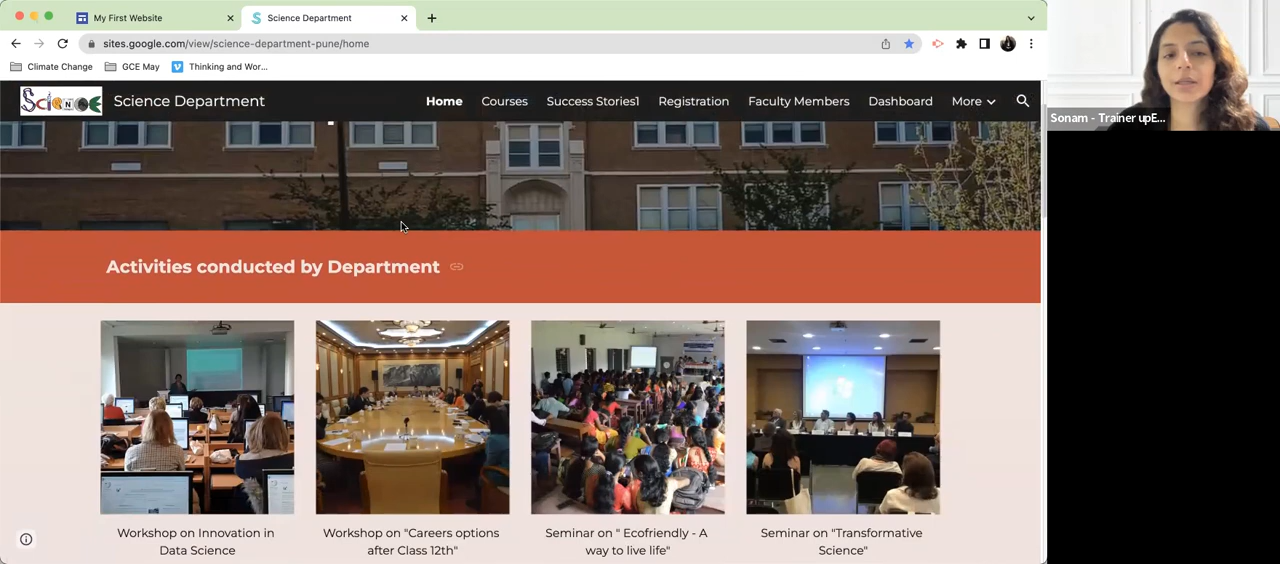 My First Website
Science Department
sites.google.com/view/science-department-pune/home
Climate Change
GCE May
Thinking and Wor...
SCIENCE
Science Department
Home
Courses
Success Stories1
Registration
Faculty Members
Dashboard
More
Sonam - Trainer upE...
Activities conducted by Department
Workshop on Innovation in
Data Science
Workshop on "Careers options
after Class 12th"
Seminar on " Ecofriendly - A
way to live life"
Seminar on "Transformative
Science"